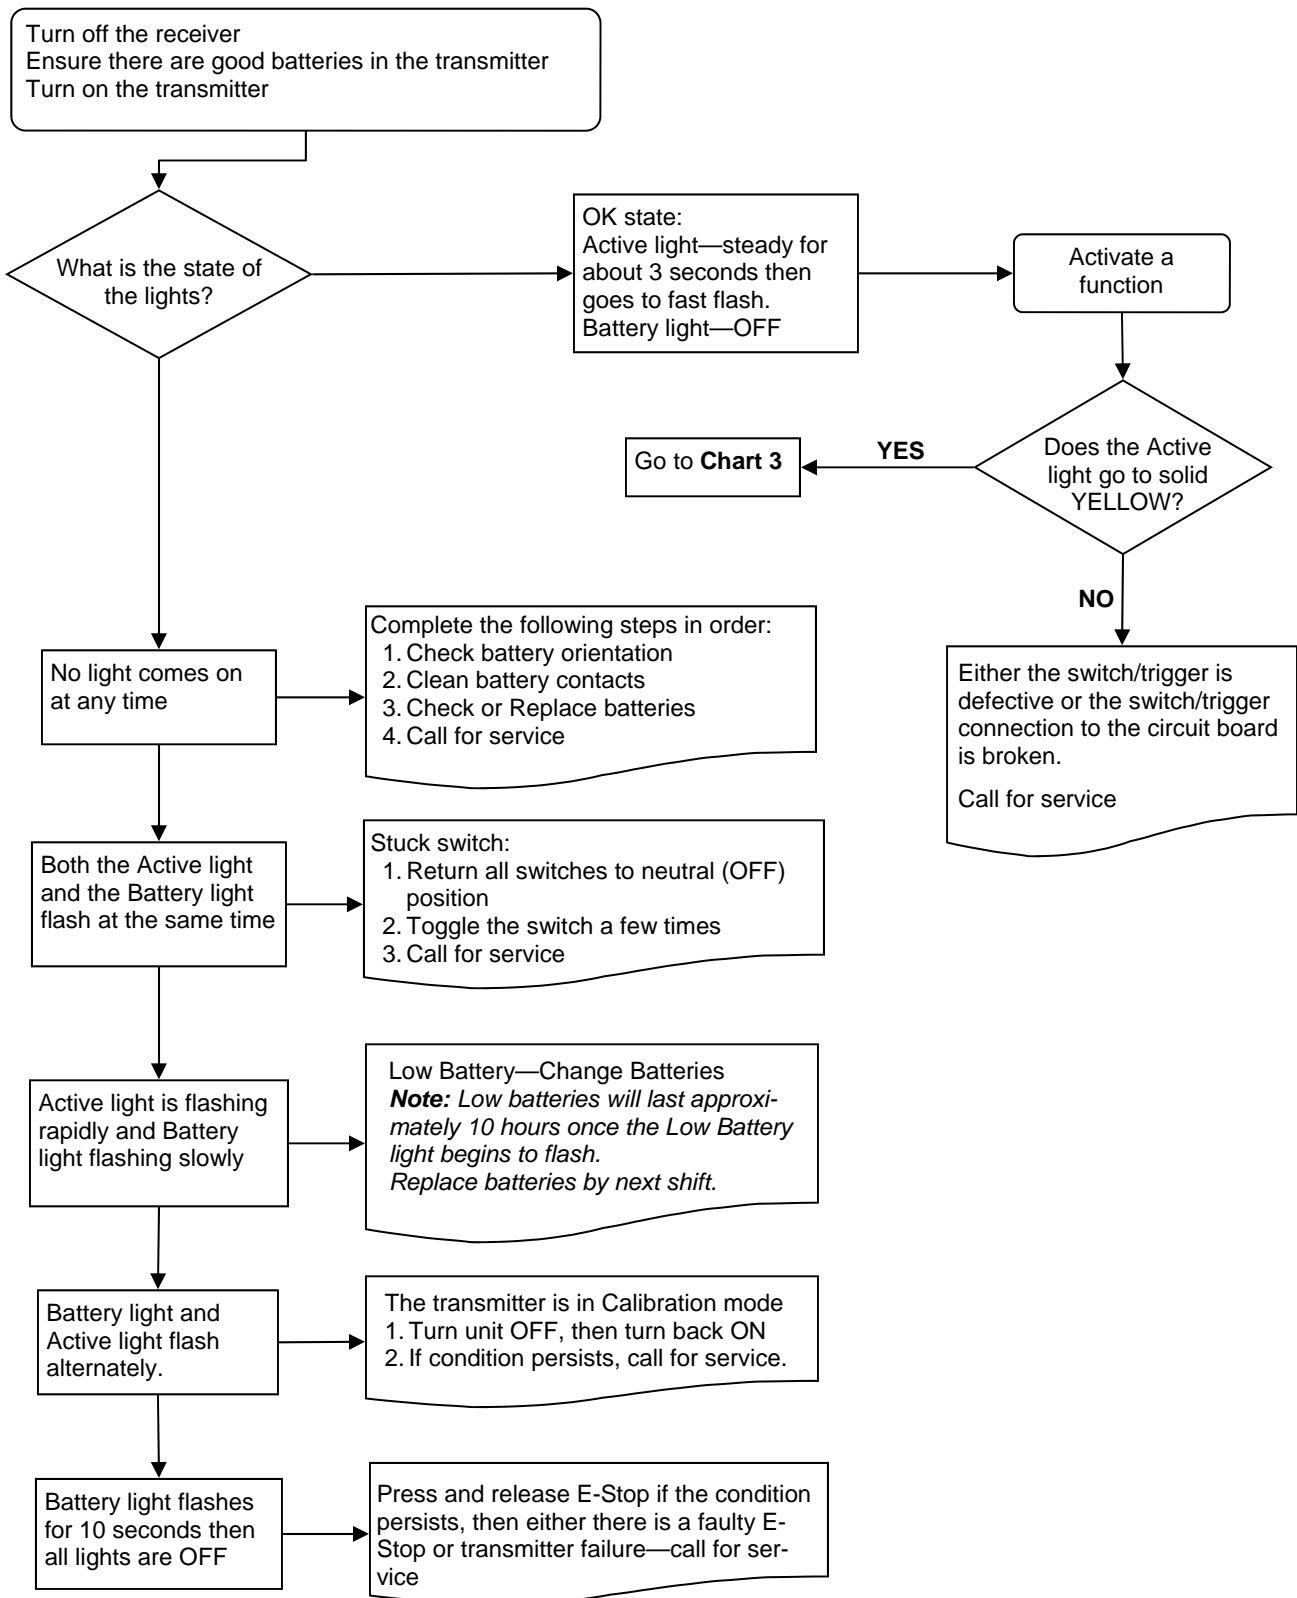 Turn off the receiver
Ensure there are good batteries in the transmitter
Turn on the transmitter
What is the state of
the lights?
OK state:
Active light—steady for
about 3 seconds then
goes to fast flash.
Battery light—OFF
Activate a
function
Does the Active
light go to solid
YELLOW?
YES
Go to Chart 3
NO
Either the switch/trigger is
defective or the switch/trigger
connection to the circuit board
is broken.
Call for service
No light comes on
at any time
Complete the following steps in order:
1. Check battery orientation
2. Clean battery contacts
3. Check or Replace batteries
4. Call for service
Both the Active light
and the Battery light
flash at the same time
Stuck switch:
1. Return all switches to neutral (OFF)
position
2. Toggle the switch a few times
3. Call for service
Active light is flashing
rapidly and Battery
light flashing slowly
Low Battery—Change Batteries
Note: Low batteries will last approxi-
mately 10 hours once the Low Battery
light begins to flash.
Replace batteries by next shift.
Battery light and
Active light flash
alternately.
The transmitter is in Calibration mode
1. Turn unit OFF, then turn back ON
2. If condition persists, call for service.
Battery light flashes
for 10 seconds then
all lights are OFF
Press and release E-Stop if the condition
persists, then either there is a faulty E-
Stop or transmitter failure—call for ser-
vice